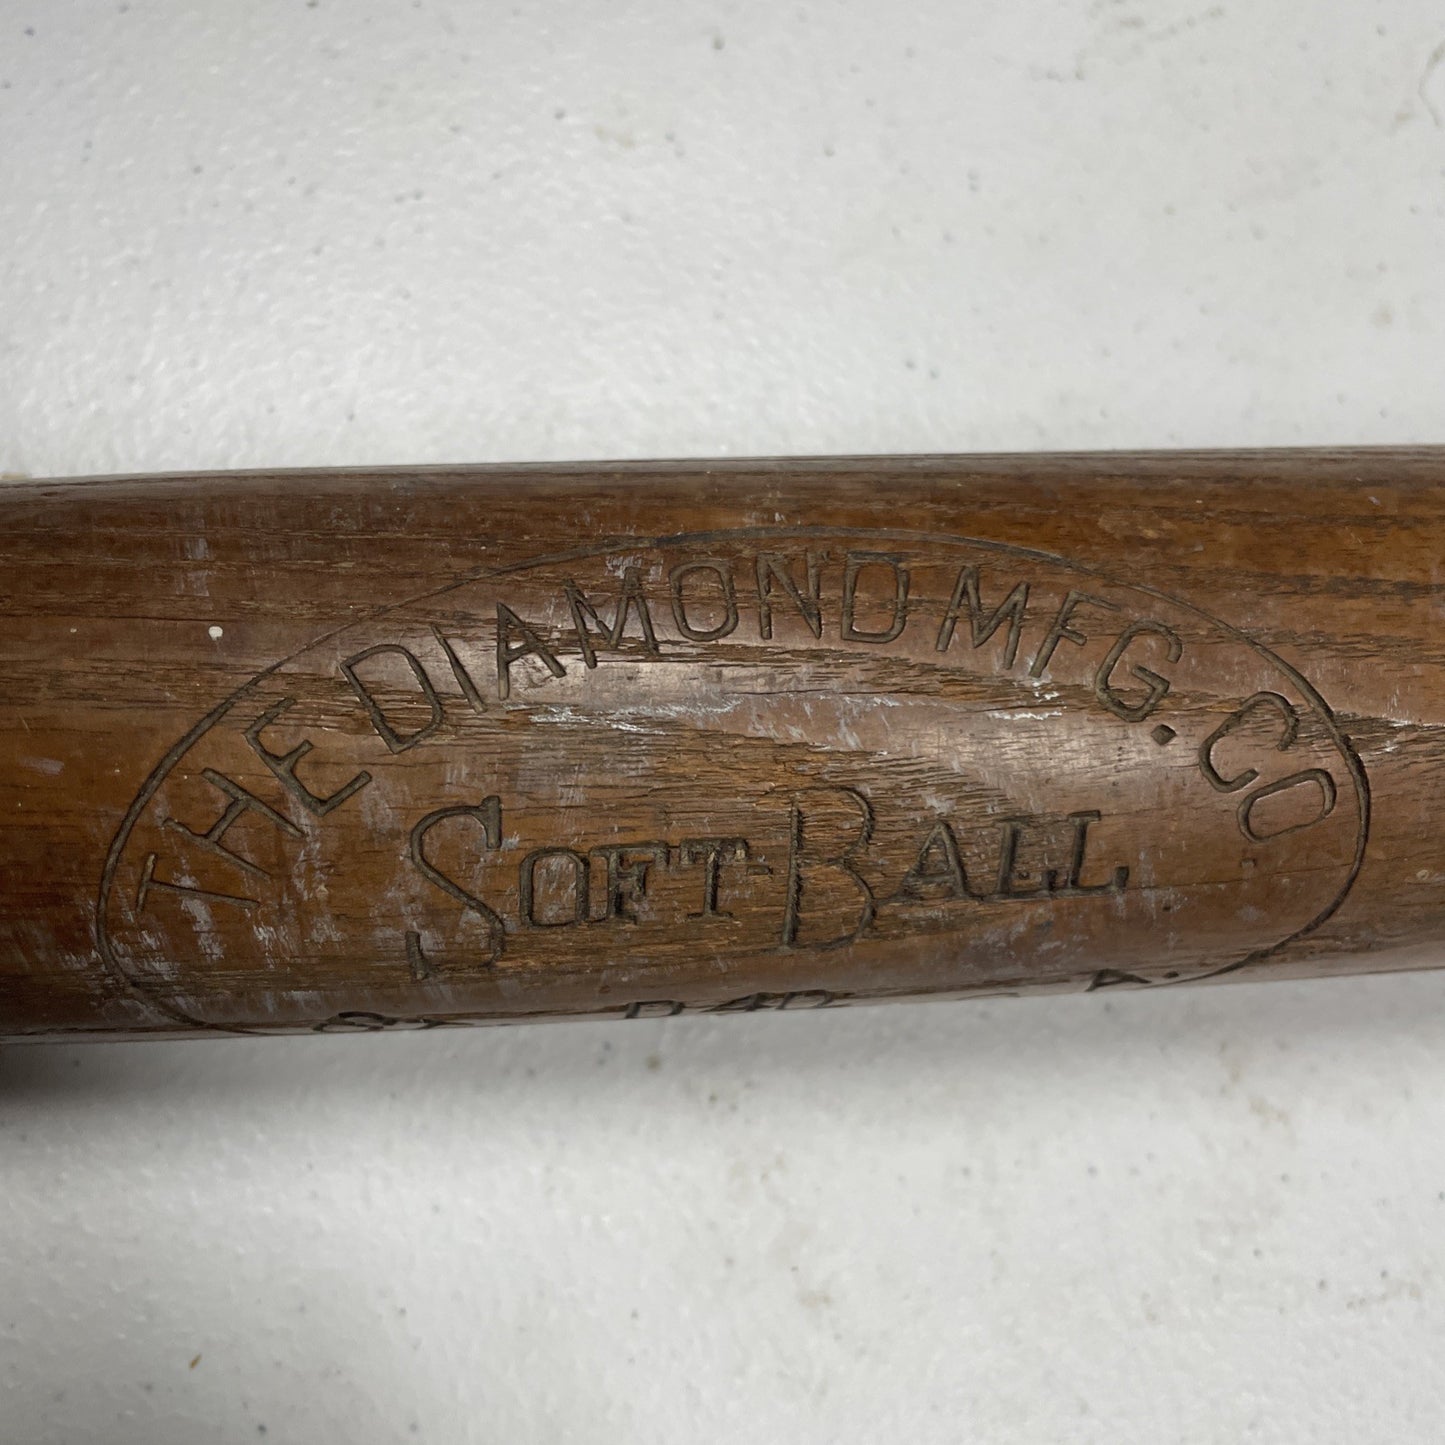 THE DIAMOND MFG. CO
SOFT-BALL